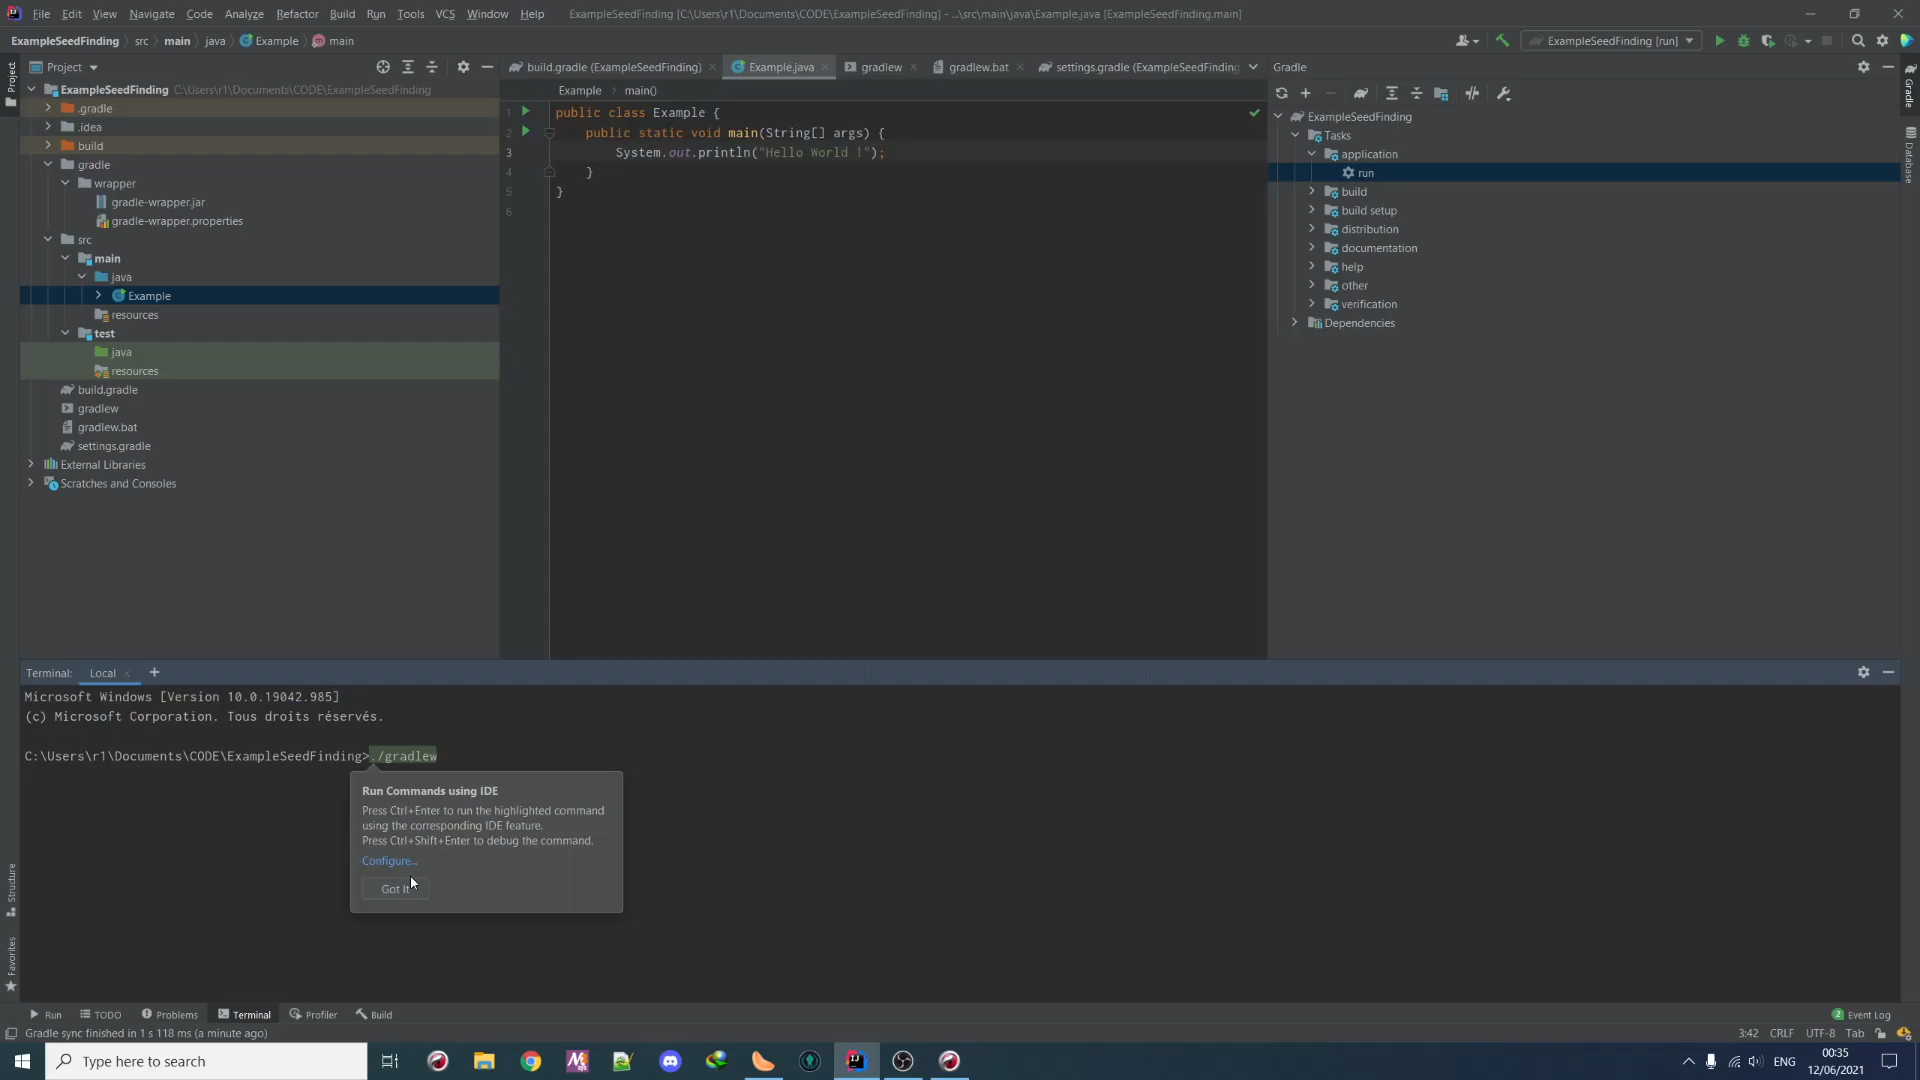 File Edit View Navigate Code Analyze Refactor Build Run Tools VCS Window Help ExampleSeedFinding [C:\Users\r1\Documents\CODE\ExampleSeedFinding] - ...\src\main\java\Example.java [ExampleSeedFinding.main]
ExampleSeedFinding src main java Example main
ExampleSeedFinding [run]
Project
Project
ExampleSeedFinding C:\Users\r1\Documents\CODE\ExampleSeedFinding
.gradle
.idea
build
gradle
wrapper
gradle-wrapper.jar
gradle-wrapper.properties
src
main
java
Example
resources
test
java
resources
build.gradle
gradlew
gradlew.bat
settings.gradle
External Libraries
Scratches and Consoles
build.gradle (ExampleSeedFinding) Example.java gradlew gradlew.bat settings.gradle (ExampleSeedFinding
Example main()
1 public class Example {
2 public static void main(String[] args) {
3 System.out.println("Hello World !");
4 }
5 }
6
Gradle
ExampleSeedFinding
Tasks
application
run
build
build setup
distribution
documentation
help
other
verification
Dependencies
Gradle
Database
Terminal: Local
Microsoft Windows [Version 10.0.19042.985]
(c) Microsoft Corporation. Tous droits réservés.
C:\Users\r1\Documents\CODE\ExampleSeedFinding>./gradlew
Run Commands using IDE
Press Ctrl+Enter to run the highlighted command
using the corresponding IDE feature.
Press Ctrl+Shift+Enter to debug the command.
Configure...
Got It
Structure
Favorites
Run TODO Problems Terminal Profiler Build
2 Event Log
Gradle sync finished in 1 s 118 ms (a minute ago)
3:42 CRLF UTF-8 Tab
Type here to search
ENG
00:35
12/06/2021